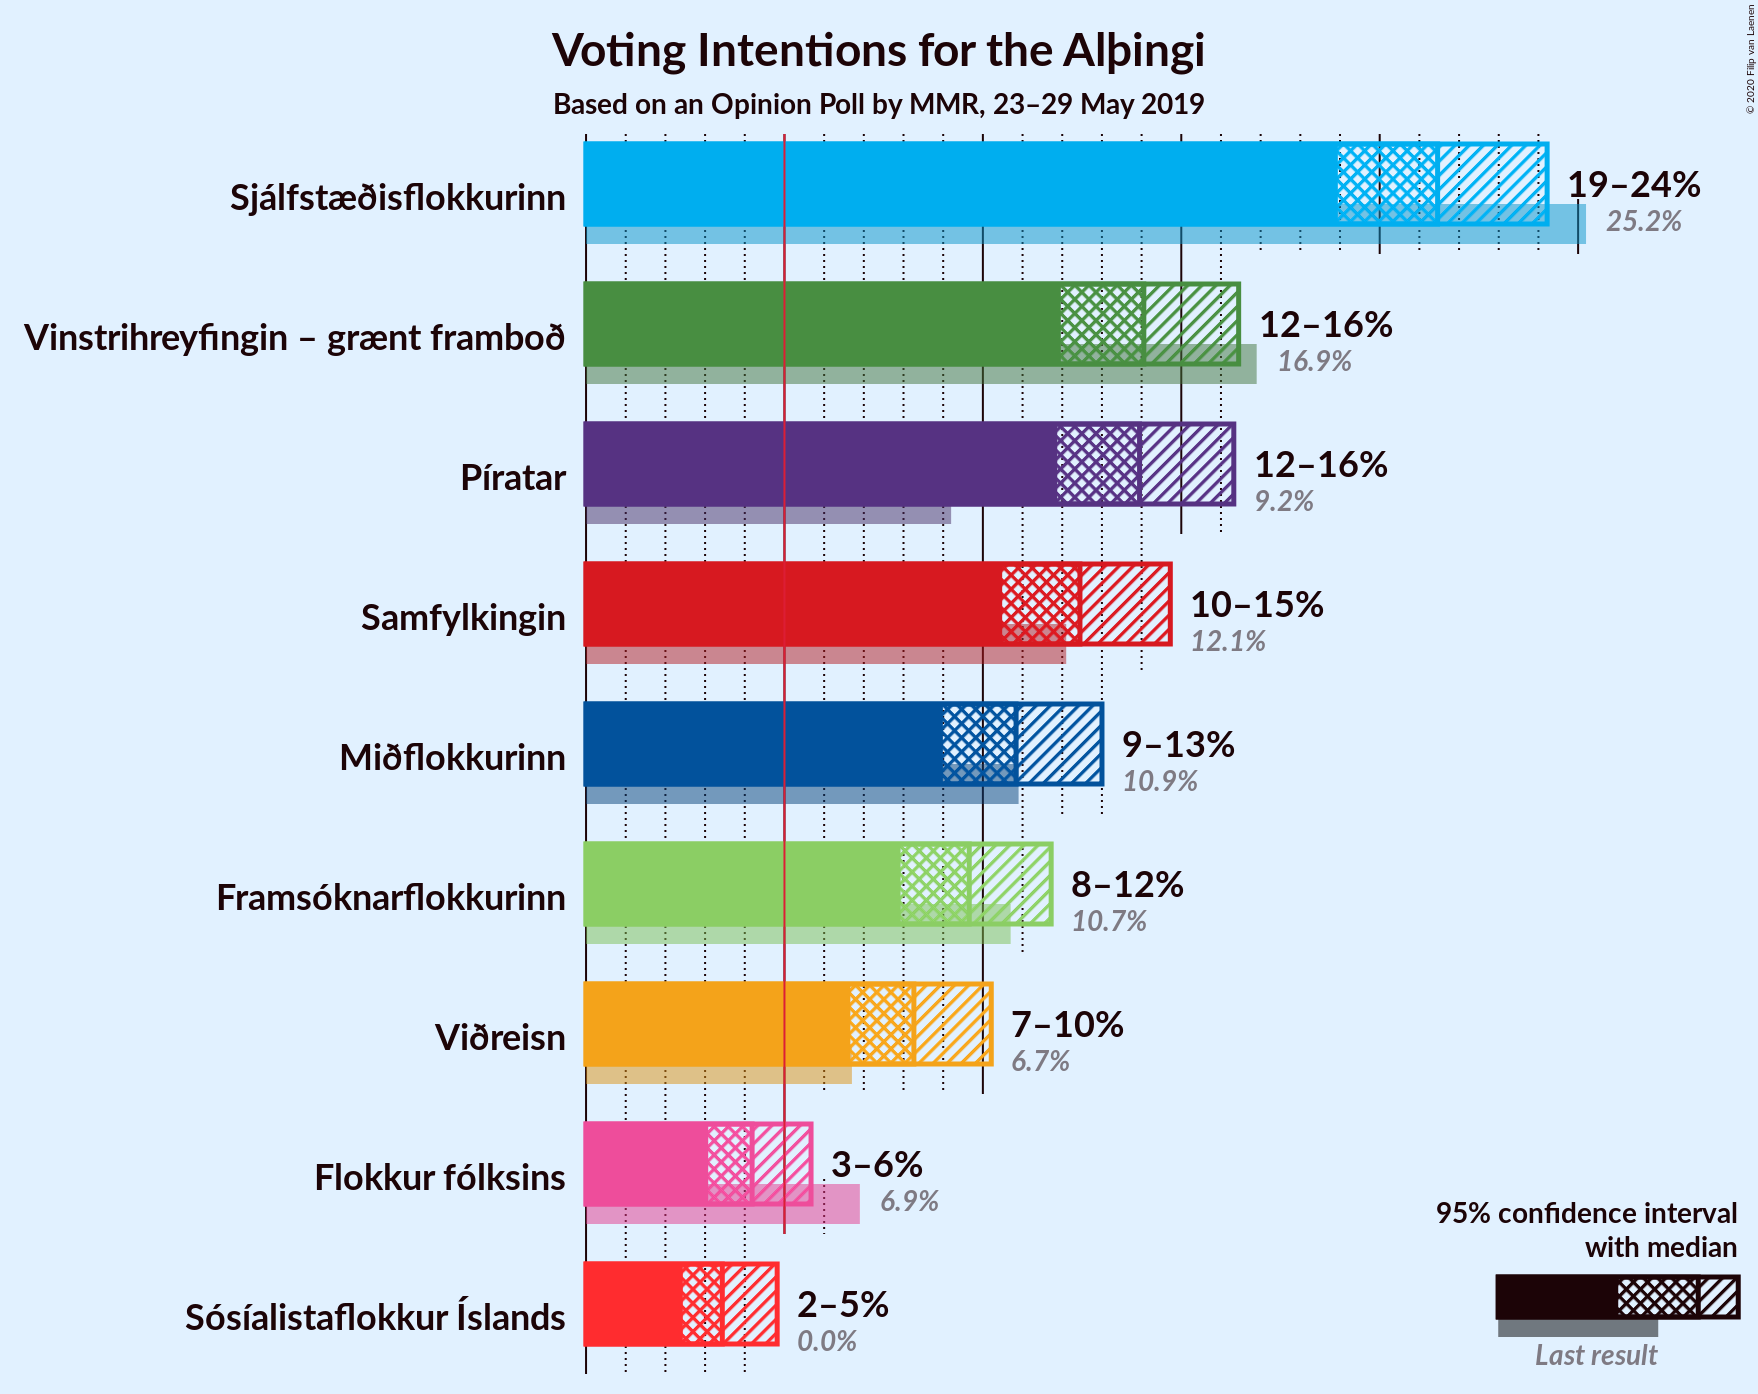 Voting Intentions for the Alþingi
Based on an Opinion Poll by MMR, 23–29 May 2019
© 2020 Filip van Laenen
Sjálfstæðisflokkurinn
19–24%
25.2%
Vinstrihreyfingin – grænt framboð
12–16%
16.9%
Píratar
12–16%
9.2%
Samfylkingin
10–15%
12.1%
Miðflokkurinn
9–13%
10.9%
Framsóknarflokkurinn
8–12%
10.7%
Viðreisn
7–10%
6.7%
Flokkur fólksins
3–6%
6.9%
Sósíalistaflokkur Íslands
2–5%
0.0%
95% confidence interval
with median
Last result